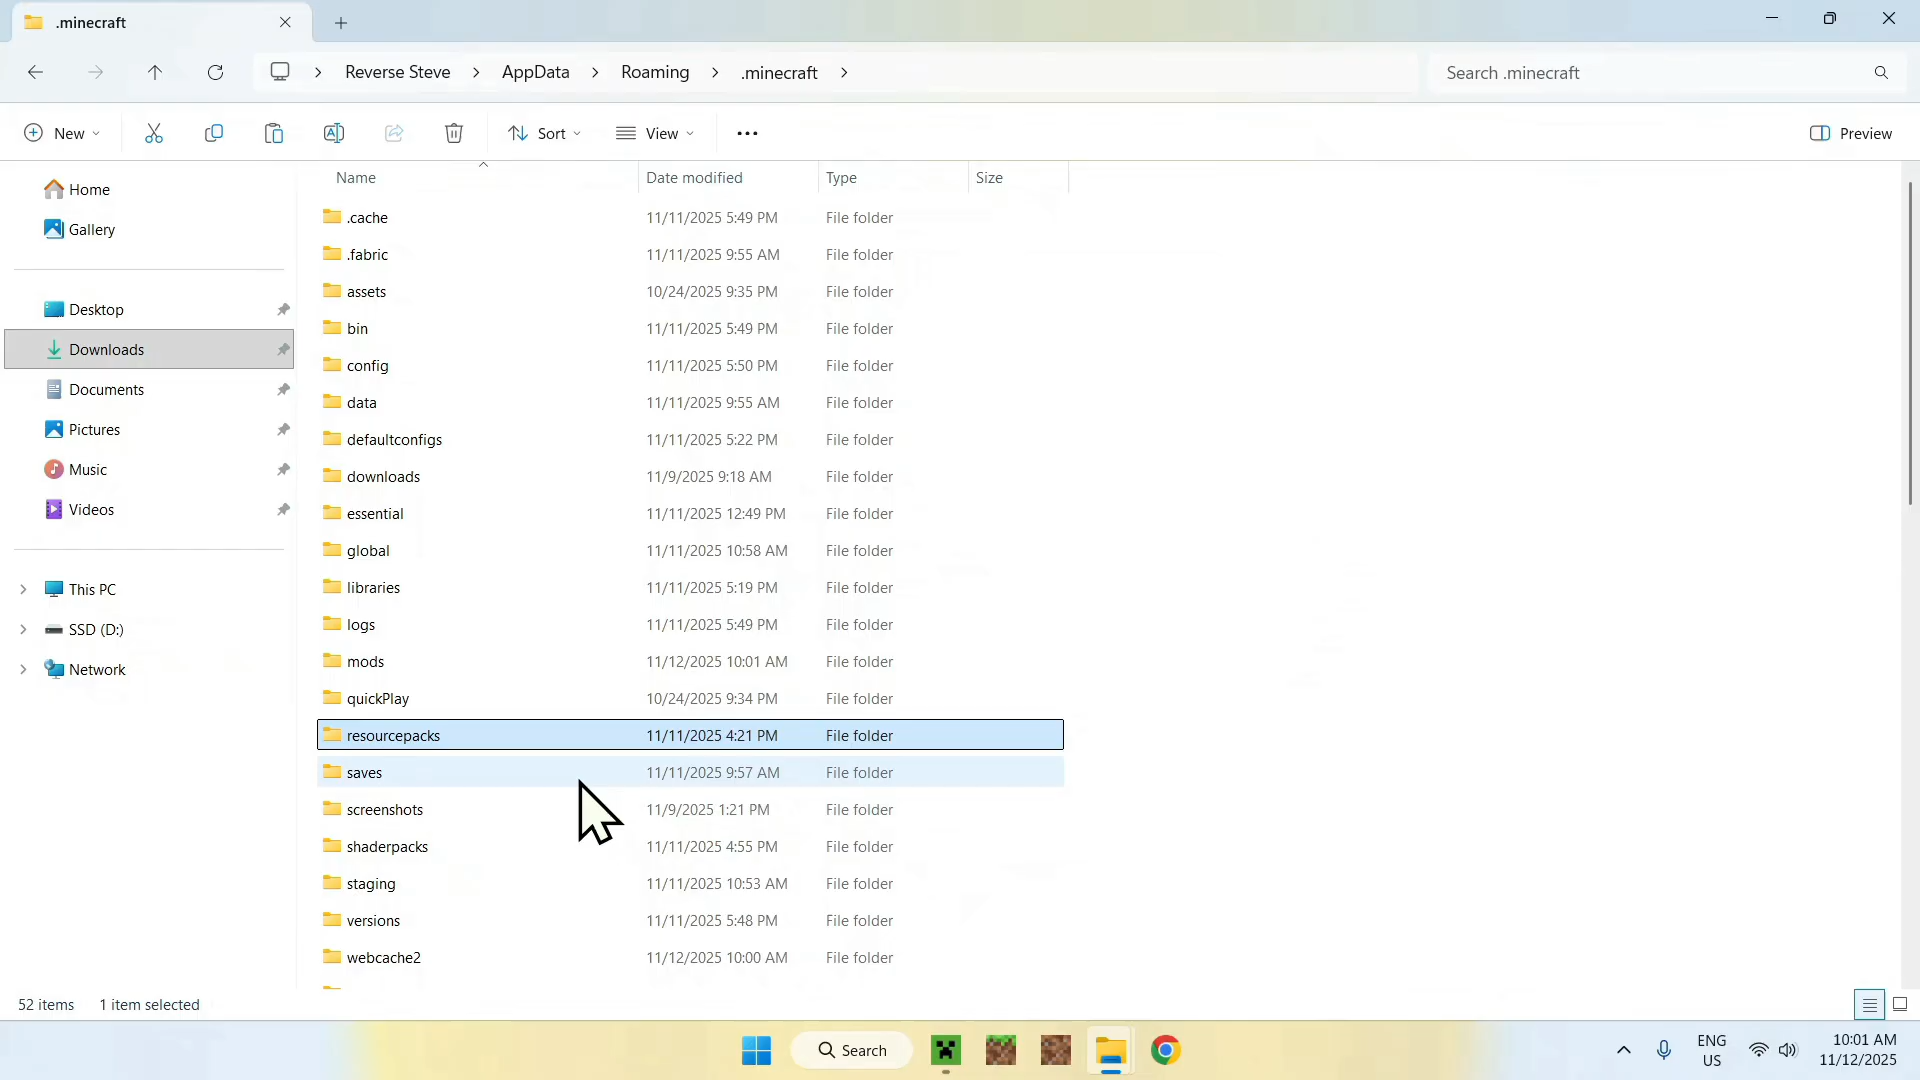 .minecraft
Reverse Steve > AppData > Roaming > .minecraft >
Search .minecraft
New
Sort
View
Preview
Name Date modified Type Size
Home
Gallery
Desktop
Downloads
Documents
Pictures
Music
Videos
This PC
SSD (D:)
Network
.cache 11/11/2025 5:49 PM File folder
.fabric 11/11/2025 9:55 AM File folder
assets 10/24/2025 9:35 PM File folder
bin 11/11/2025 5:49 PM File folder
config 11/11/2025 5:50 PM File folder
data 11/11/2025 9:55 AM File folder
defaultconfigs 11/11/2025 5:22 PM File folder
downloads 11/9/2025 9:18 AM File folder
essential 11/11/2025 12:49 PM File folder
global 11/11/2025 10:58 AM File folder
libraries 11/11/2025 5:19 PM File folder
logs 11/11/2025 5:49 PM File folder
mods 11/12/2025 10:01 AM File folder
quickPlay 10/24/2025 9:34 PM File folder
resourcepacks 11/11/2025 4:21 PM File folder
saves 11/11/2025 9:57 AM File folder
screenshots 11/9/2025 1:21 PM File folder
shaderpacks 11/11/2025 4:55 PM File folder
staging 11/11/2025 10:53 AM File folder
versions 11/11/2025 5:48 PM File folder
webcache2 11/12/2025 10:00 AM File folder
52 items 1 item selected
Search
ENG
US
10:01 AM
11/12/2025